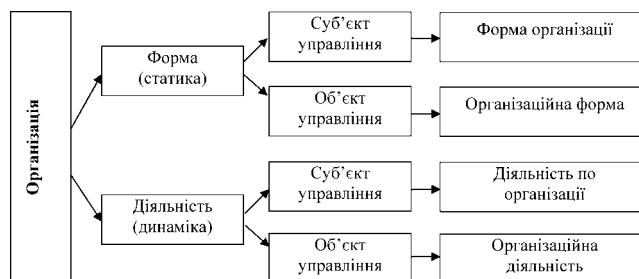 Організація
Форма
(статика)
Суб’єкт
управління
Форма організації
Об’єкт
управління
Організаційна форма
Діяльність
(динаміка)
Суб’єкт
управління
Діяльність по
організації
Об’єкт
управління
Організаційна
діяльність